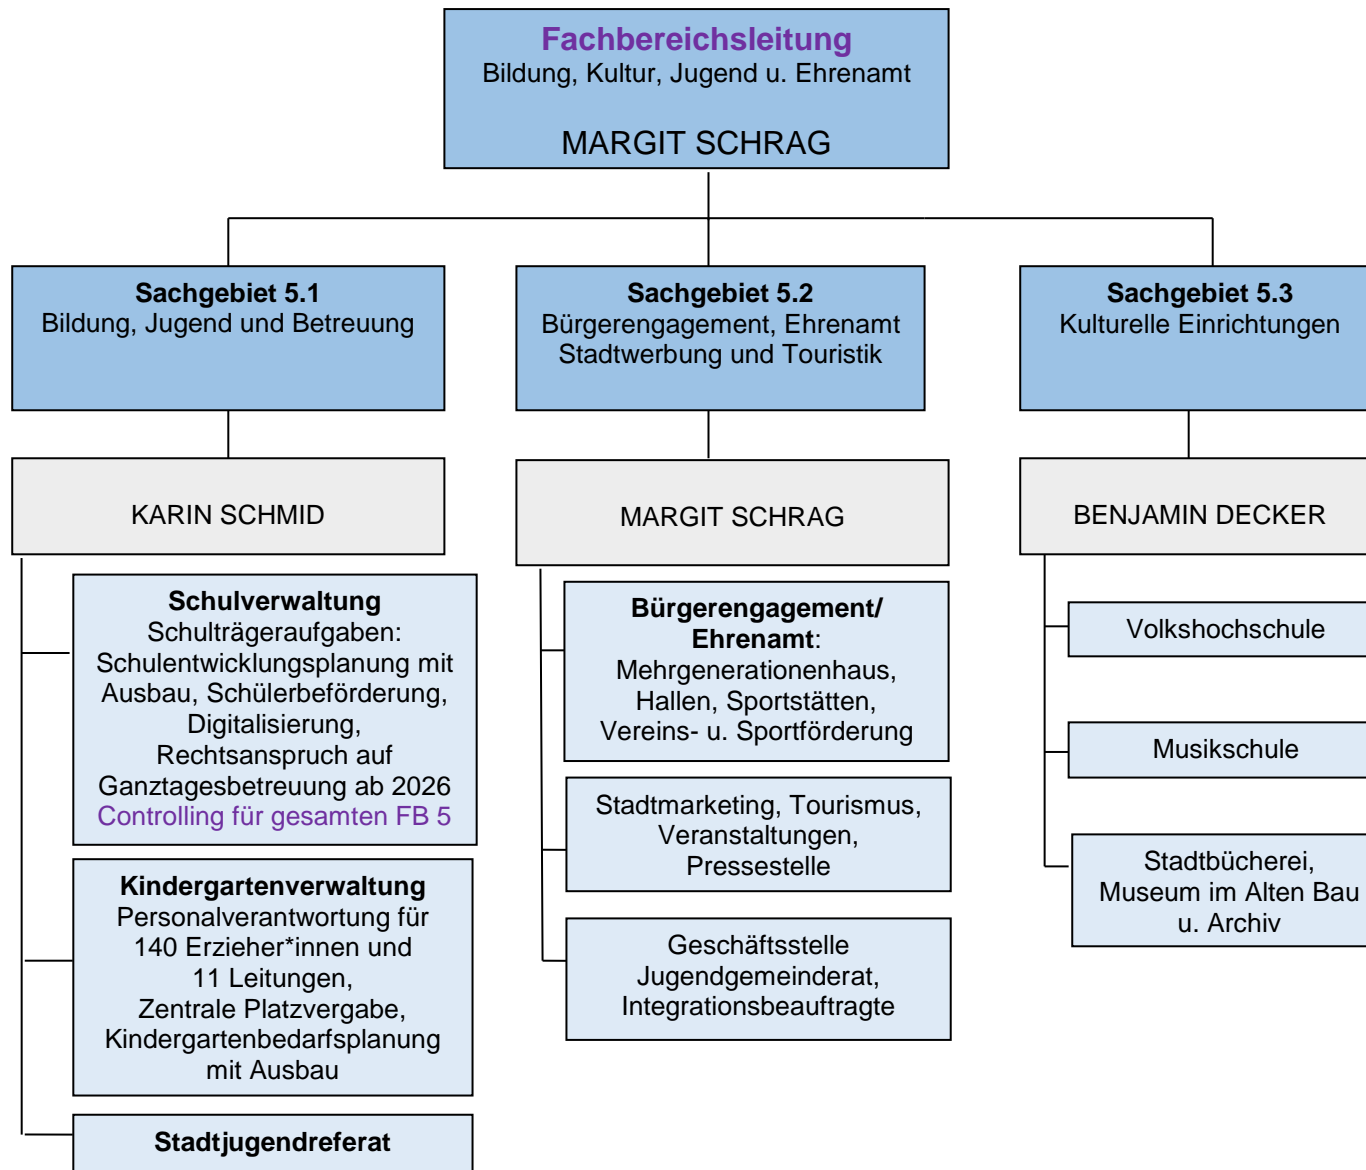 Fachbereichsleitung
Bildung, Kultur, Jugend u. Ehrenamt
MARGIT SCHRAG
Sachgebiet 5.1
Bildung, Jugend und Betreuung
Sachgebiet 5.2
Bürgerengagement, Ehrenamt
Stadtwerbung und Touristik
Sachgebiet 5.3
Kulturelle Einrichtungen
KARIN SCHMID
MARGIT SCHRAG
BENJAMIN DECKER
Schulverwaltung
Schulträgeraufgaben:
Schulentwicklungsplanung mit
Ausbau, Schülerbeförderung,
Digitalisierung,
Rechtsanspruch auf
Ganztagesbetreuung ab 2026
Controlling für gesamten FB 5
Kindergartenverwaltung
Personalverantwortung für
140 Erzieher*innen und
11 Leitungen,
Zentrale Platzvergabe,
Kindergartenbedarfsplanung
mit Ausbau
Stadtjugendreferat
Bürgerengagement/
Ehrenamt:
Mehrgenerationenhaus,
Hallen, Sportstätten,
Vereins- u. Sportförderung
Stadtmarketing, Tourismus,
Veranstaltungen,
Pressestelle
Geschäftsstelle
Jugendgemeinderat,
Integrationsbeauftragte
Volkshochschule
Musikschule
Stadtbücherei,
Museum im Alten Bau
u. Archiv